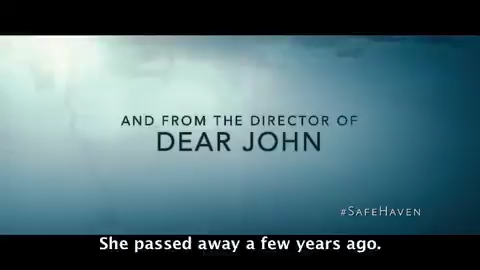 AND FROM THE DIRECTOR OF
DEAR JOHN
#SAFEHAVEN
She passed away a few years ago.